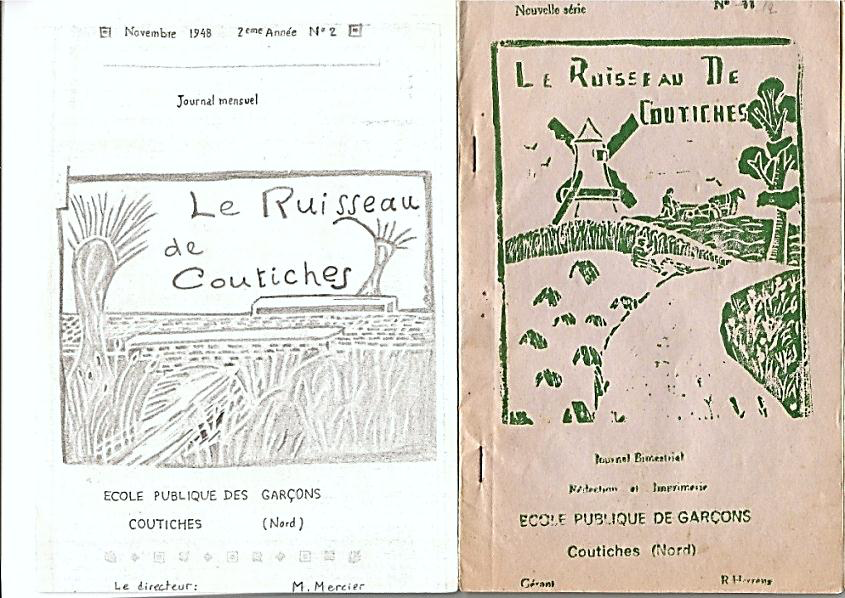 Novembre 1948 2eme Année N° 2
Journal mensuel
Le Ruisseau
de
Coutiches
ECOLE PUBLIQUE DES GARÇONS
COUTICHES (Nord)
Le directeur: M. Mercier
Nouvelle série N°
LE RUISSEAU DE
COUTICHES
Journal Bimestriel
Rédaction et Imprimerie
ECOLE PUBLIQUE DE GARÇONS
Coutiches (Nord)
Gérant